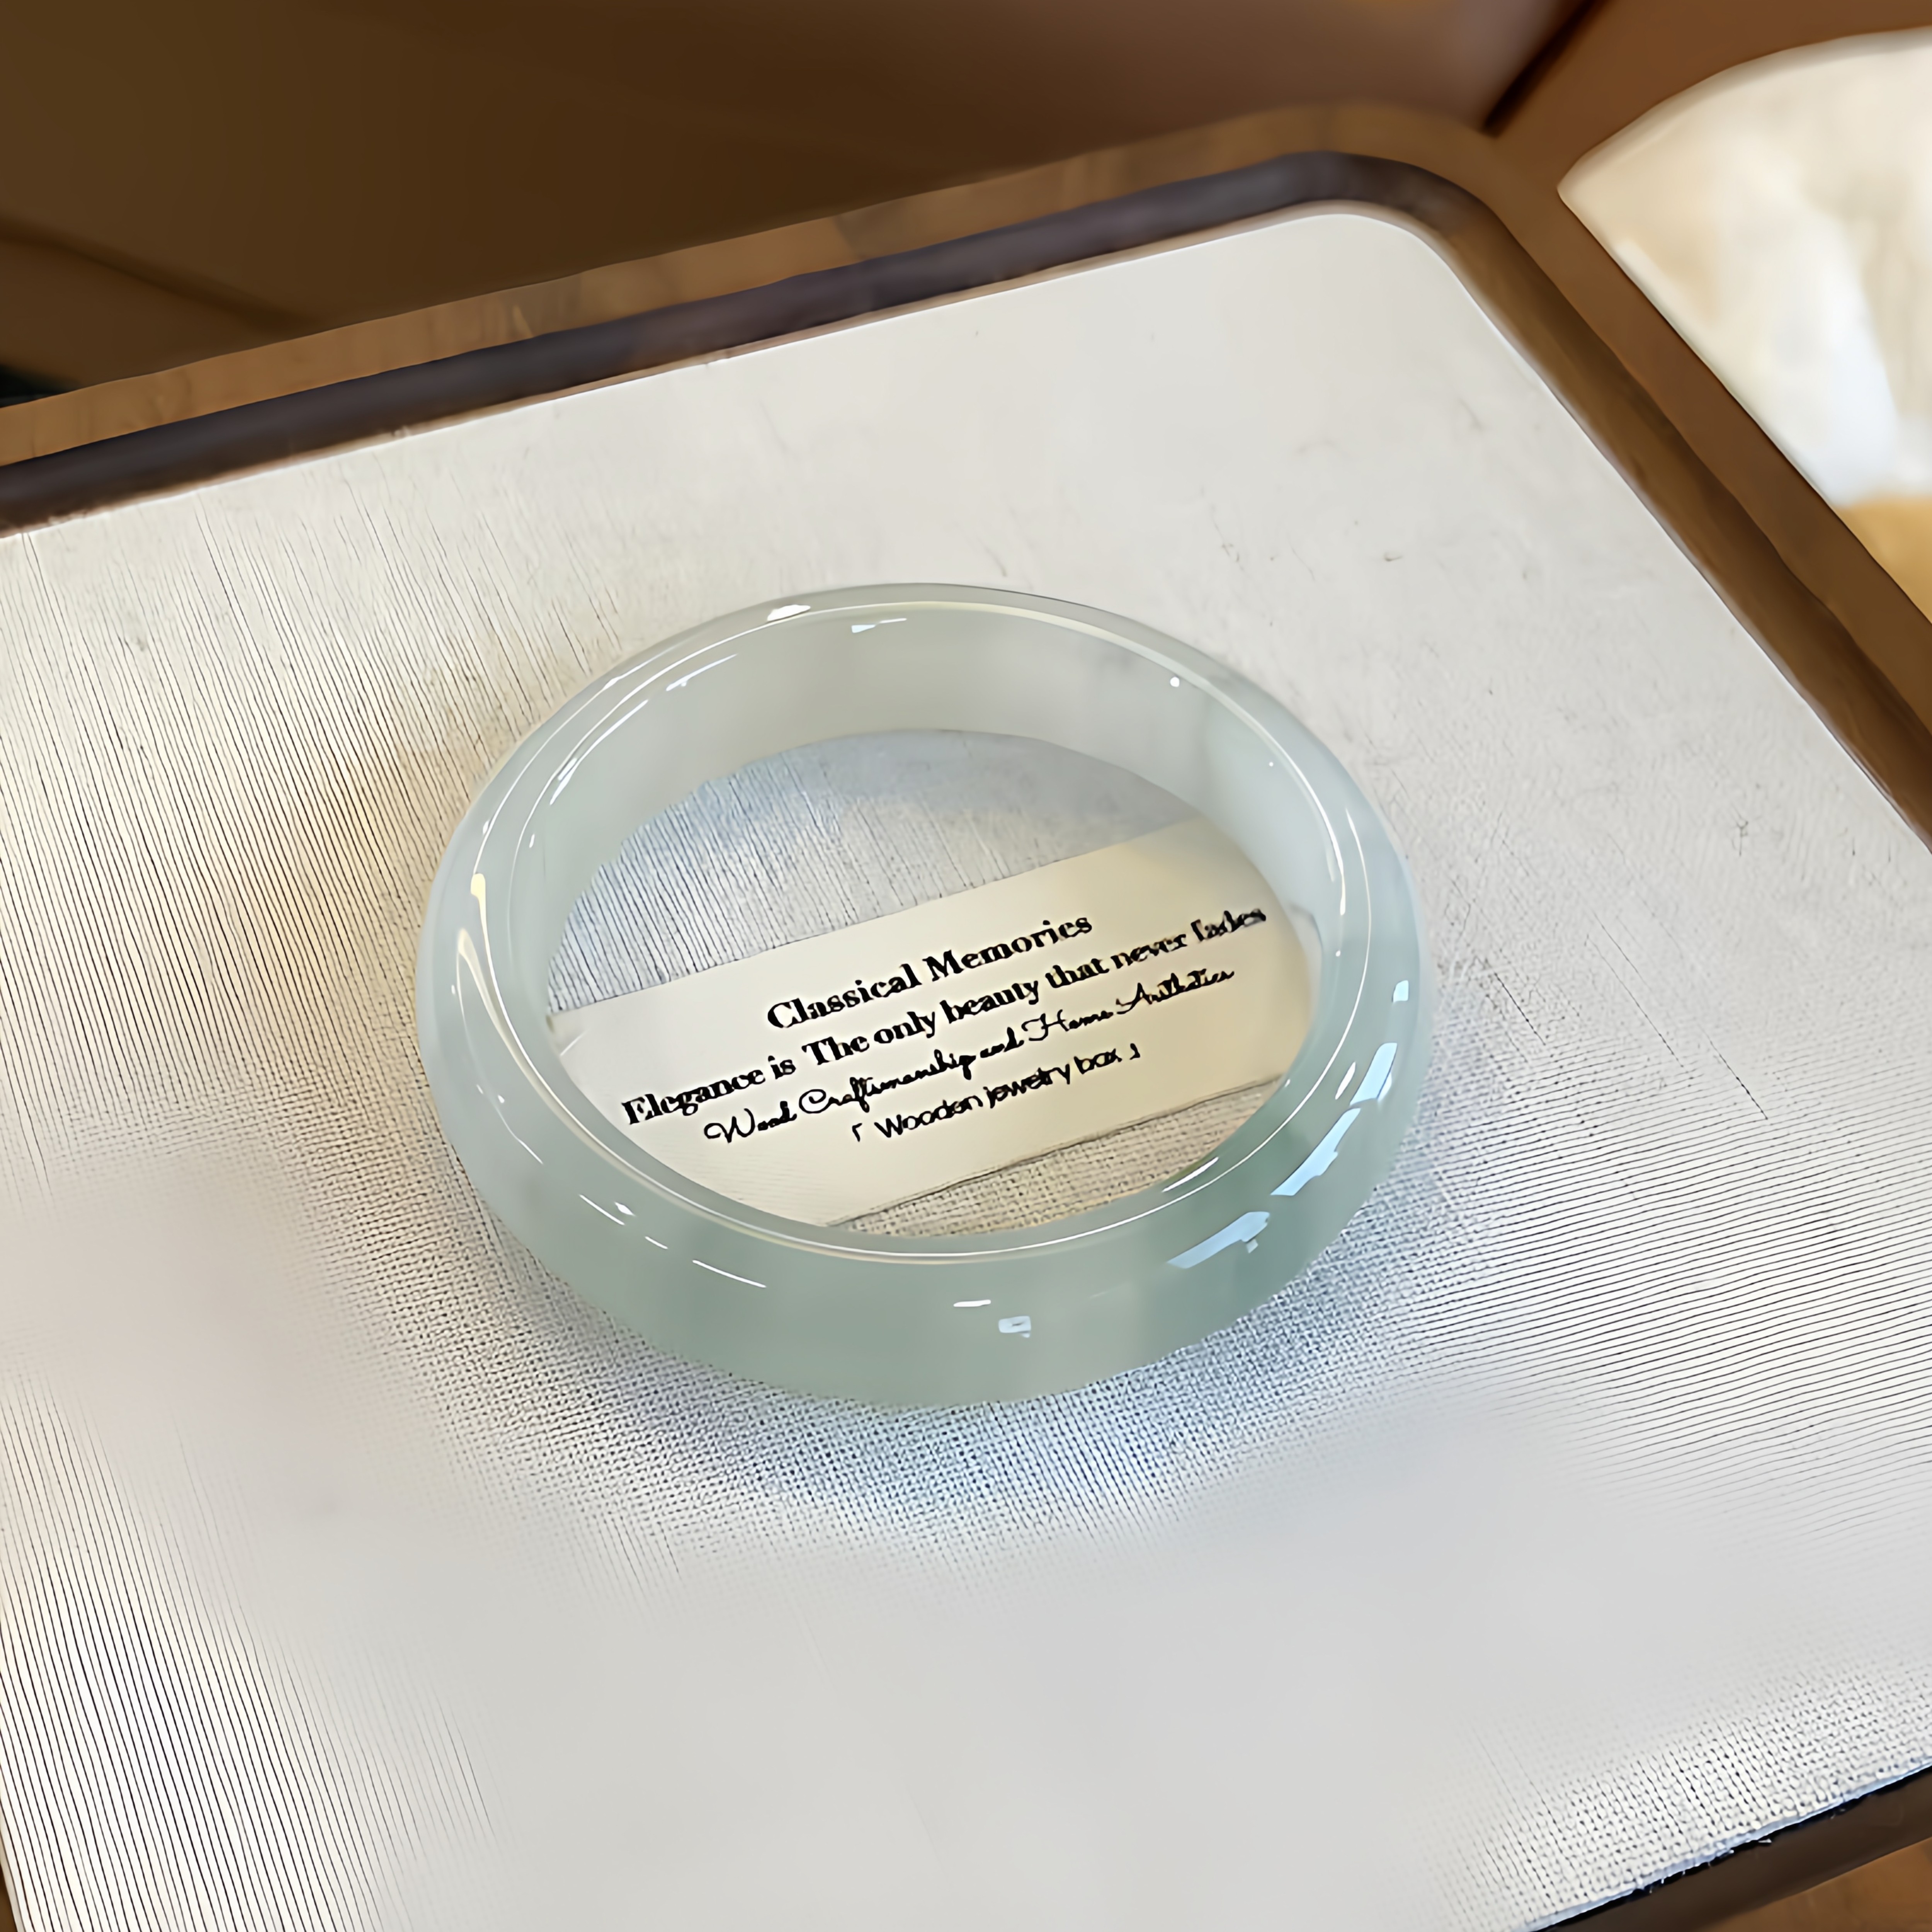 Classical Memories
Elegance is The only beauty that never fades
Wood Craftsmanship and Home Aesthetics
「 Wooden jewelry box 」